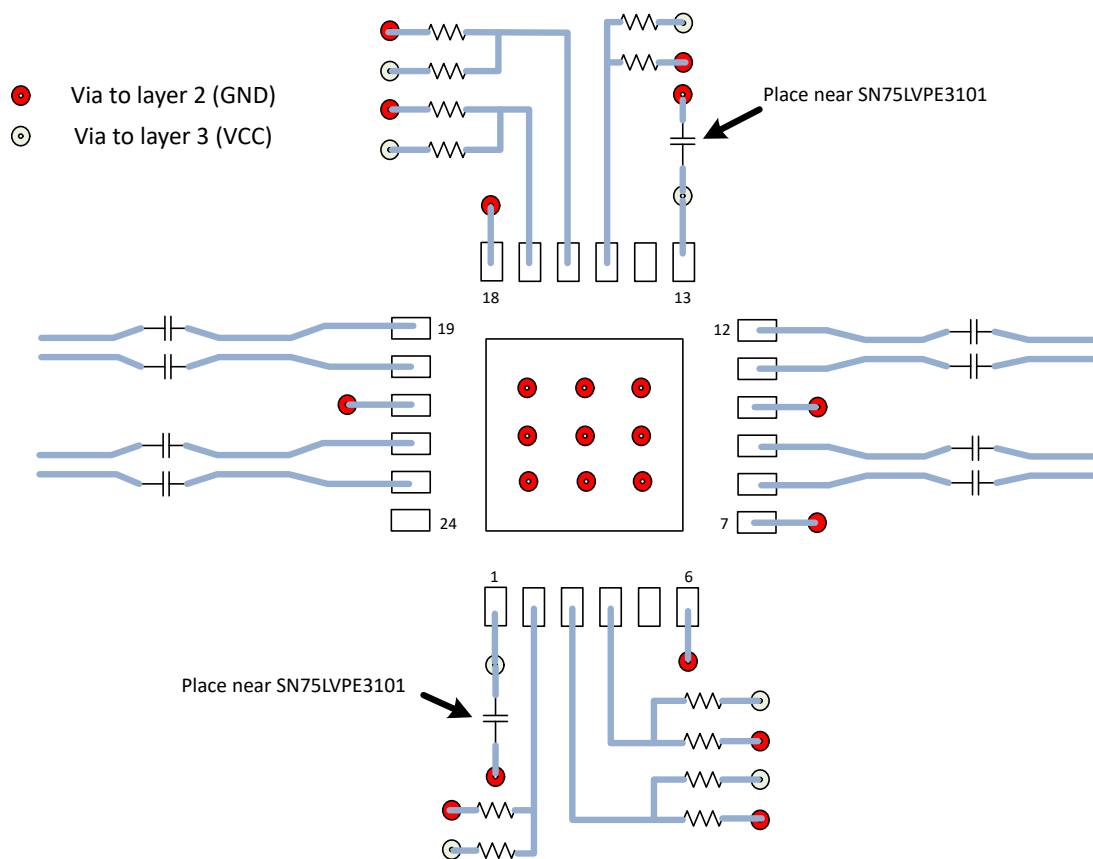 Via to layer 2 (GND)
Via to layer 3 (VCC)
Place near SN75LVPE3101
18
13
19
12
24
7
1
6
Place near SN75LVPE3101